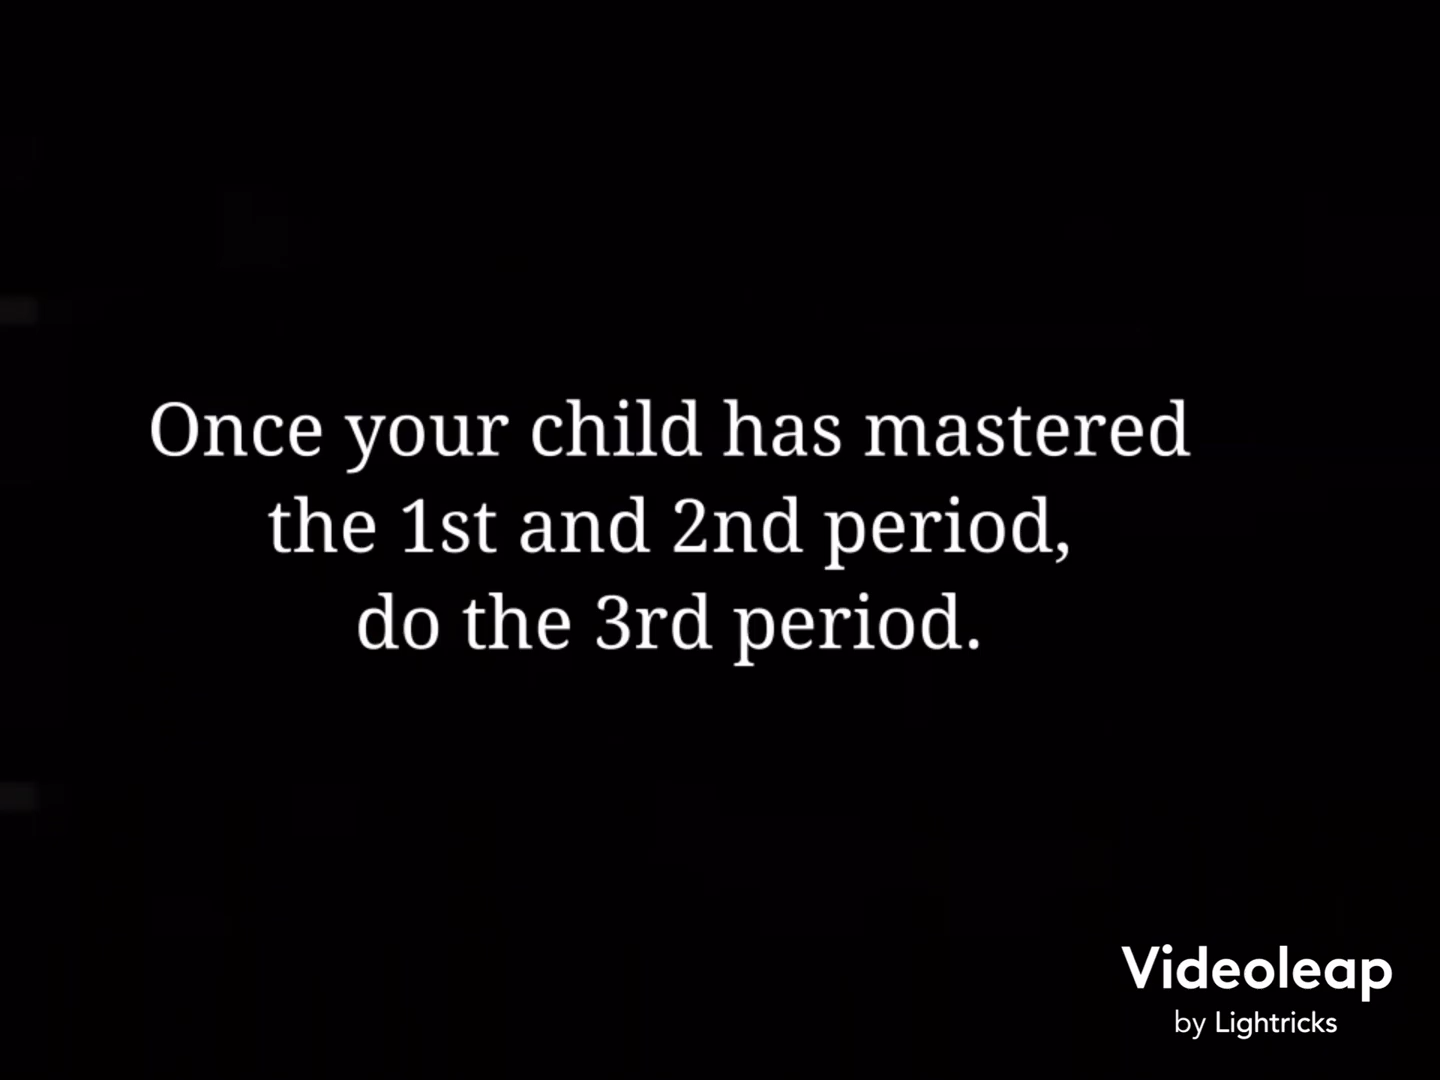 Once your child has mastered
the 1st and 2nd period,
do the 3rd period.
Videoleap
by Lightricks